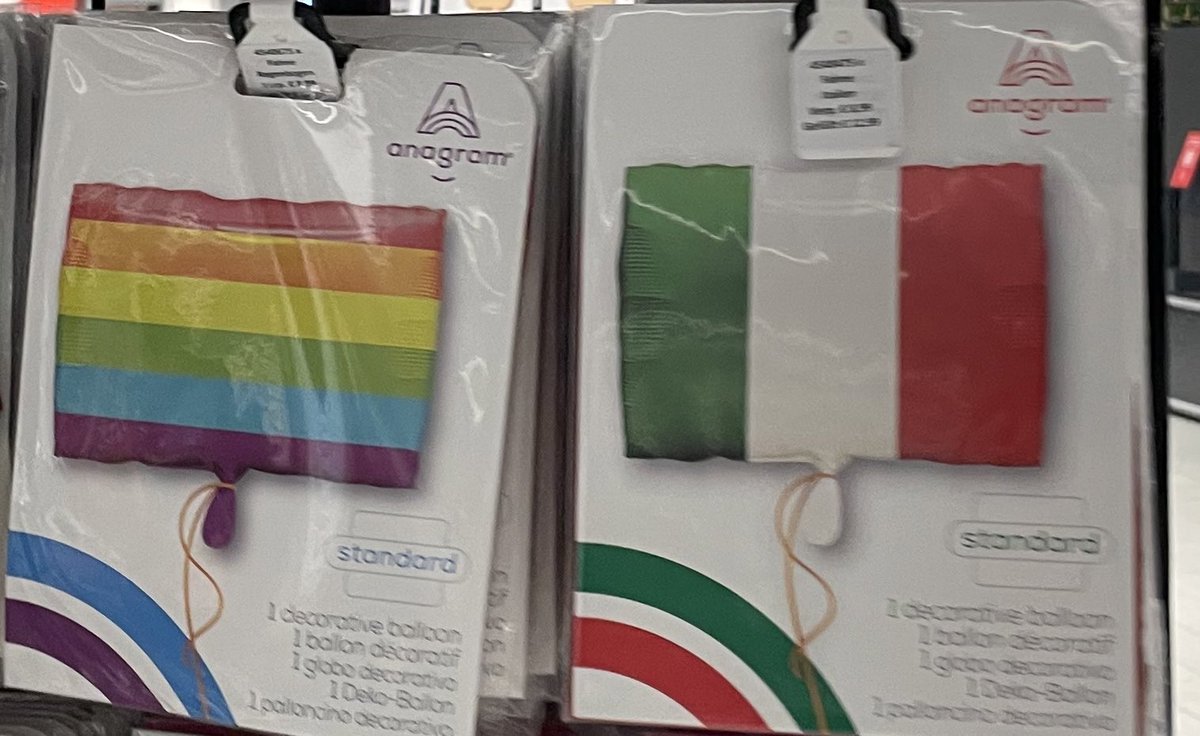 anagram
standard
1 decorative balloon
1 ballon décoratif
1 globo decorativo
1 Deko-Ballon
1 palloncino decorativo
anagram
standard
1 decorative balloon
1 ballon décoratif
1 globo decorativo
1 Deko-Ballon
1 palloncino decorativo